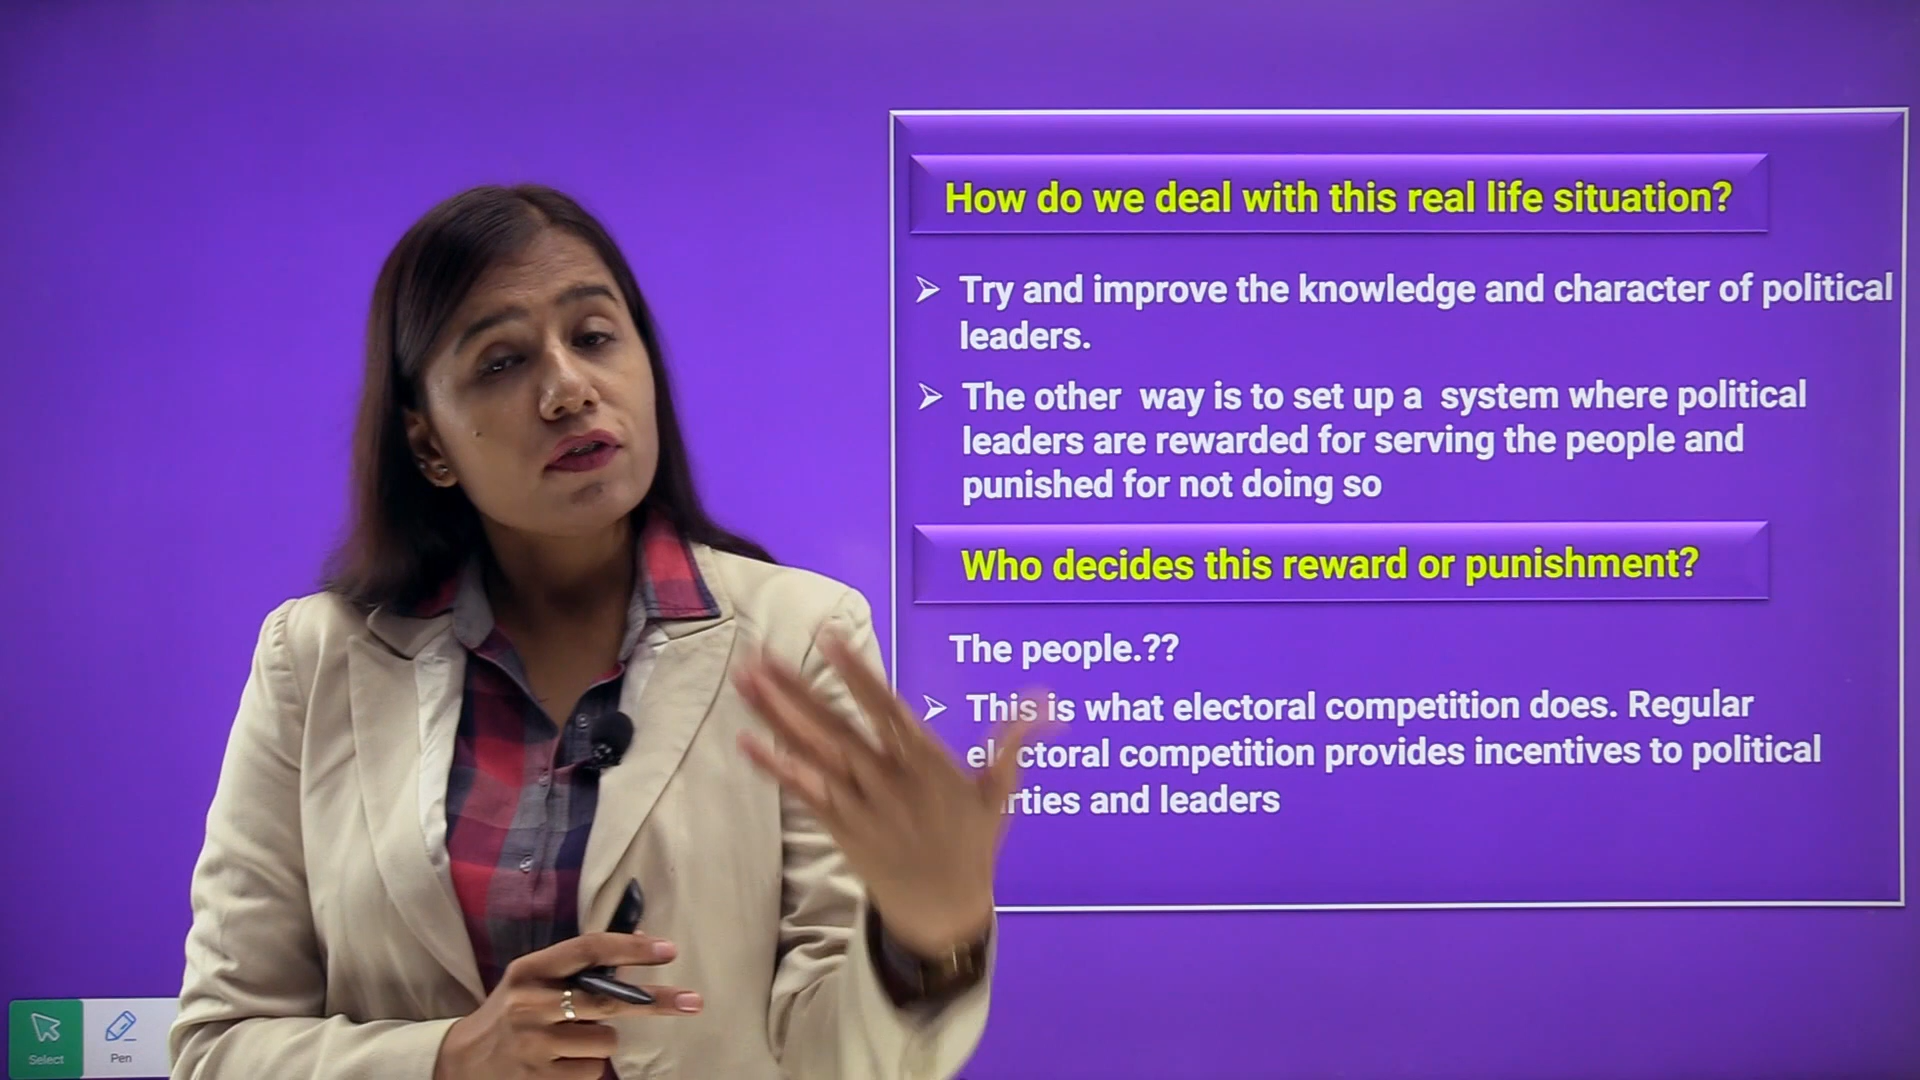 How do we deal with this real life situation?
Try and improve the knowledge and character of political
leaders.
The other way is to set up a system where political
leaders are rewarded for serving the people and
punished for not doing so
Who decides this reward or punishment?
The people.??
This is what electoral competition does. Regular
electoral competition provides incentives to political
and leaders
Select
Pen